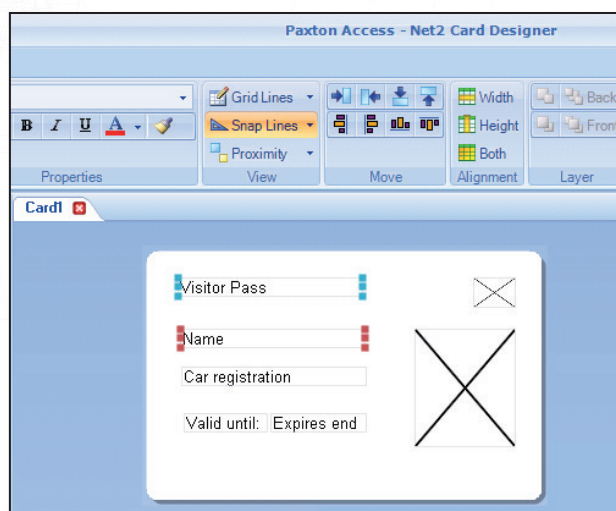 Paxton Access - Net2 Card Designer
Grid Lines
Width
Back
B I U A
Snap Lines
Height
Front
Proximity
Both
Properties
View
Move
Alignment
Layer
Card1
Visitor Pass
Name
Car registration
Valid until: Expires end